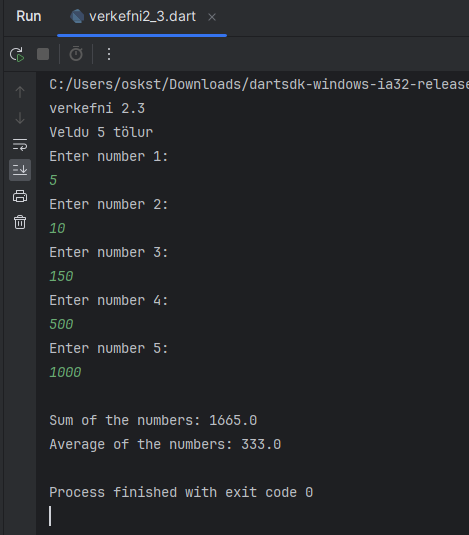 Run verkefni2_3.dart
C:/Users/oskst/Downloads/dartsdk-windows-ia32-release
verkefni 2.3
Veldu 5 tölur
Enter number 1:
5
Enter number 2:
10
Enter number 3:
150
Enter number 4:
500
Enter number 5:
1000
Sum of the numbers: 1665.0
Average of the numbers: 333.0
Process finished with exit code 0